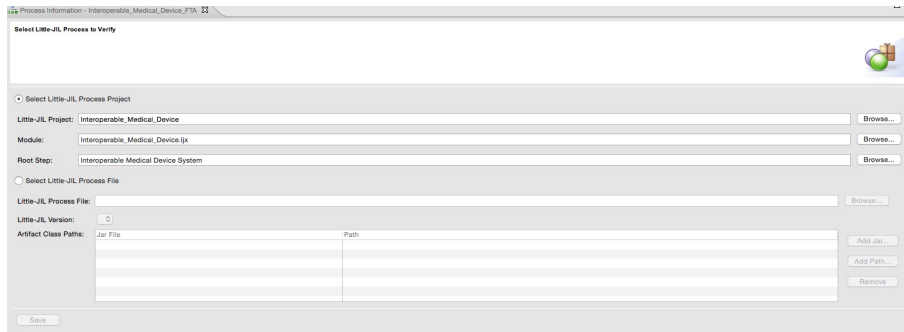 Process Information - Interoperable_Medical_Device_FTA
Select Little-JIL Process to Verify
Select Little-JIL Process Project
Little-JIL Project: Interoperable_Medical_Device Browse...
Module: Interoperable_Medical_Device.ljx Browse...
Root Step: Interoperable Medical Device System Browse...
Select Little-JIL Process File
Little-JIL Process File: Browse...
Little-JIL Version:
Artifact Class Paths: Jar File Path
Add Jar...
Add Path...
Remove
Save